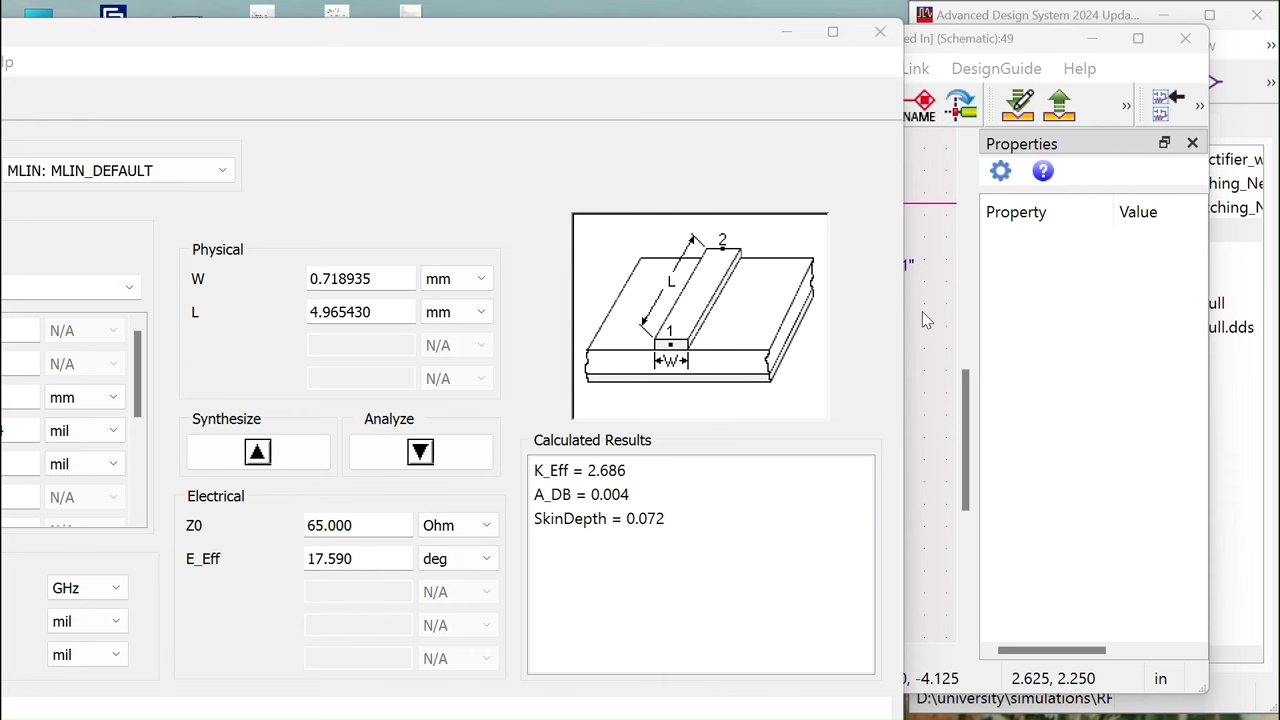 Advanced Design System 2024 Upda...
ed In] (Schematic):49
lp
Link DesignGuide Help
NAME
Properties
MLIN: MLIN_DEFAULT
Property Value
Physical
W 0.718935 mm
L 4.965430 mm
N/A
N/A
N/A
N/A
mm
mil
mil
N/A
2
L
1
W
Synthesize Analyze
Calculated Results
K_Eff = 2.686
A_DB = 0.004
SkinDepth = 0.072
Electrical
Z0 65.000 Ohm
E_Eff 17.590 deg
N/A
N/A
N/A
GHz
mil
mil
ctifier_w
hing_Ne
ching_N
1"
ull
ull.dds
0, -4.125 2.625, 2.250 in
D:\university\simulations\RF